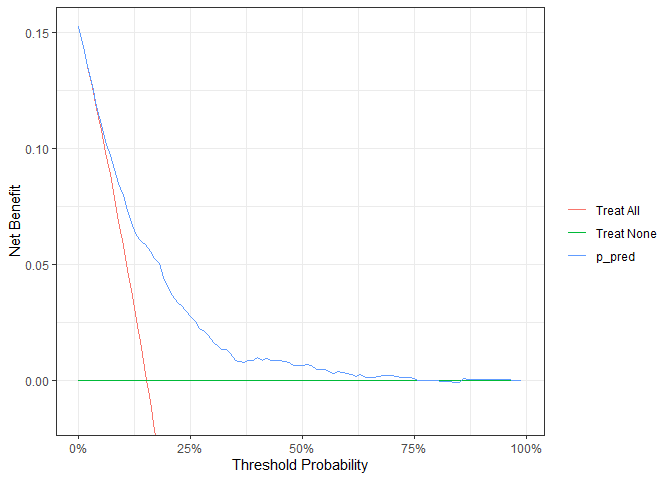 0.15
0.10
0.05
0.00
Net Benefit
0%
25%
50%
75%
100%
Threshold Probability
Treat All
Treat None
p_pred